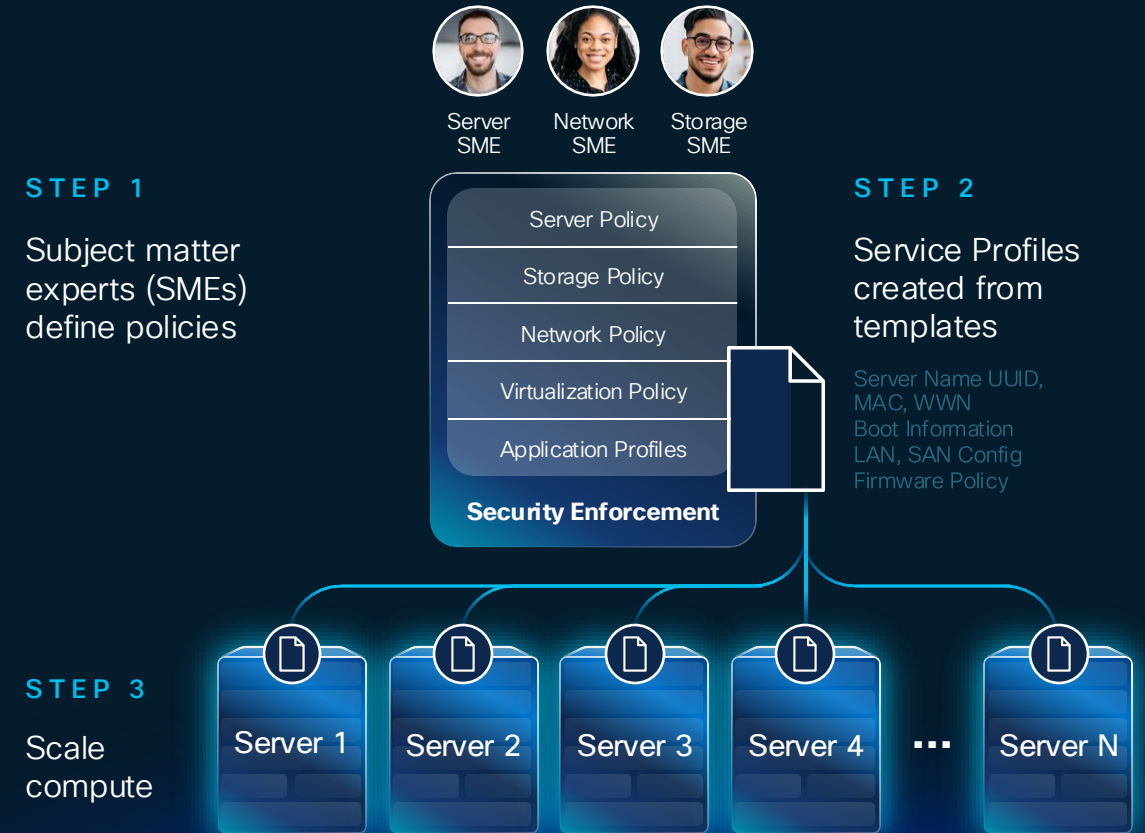 Server
SME
Network
SME
Storage
SME
STEP 1
Subject matter
experts (SMEs)
define policies
Server Policy
Storage Policy
Network Policy
Virtualization Policy
Application Profiles
Security Enforcement
STEP 2
Service Profiles
created from
templates
Server Name UUID,
MAC, WWN
Boot Information
LAN, SAN Config
Firmware Policy
STEP 3
Scale
compute
Server 1
Server 2
Server 3
Server 4
...
Server N